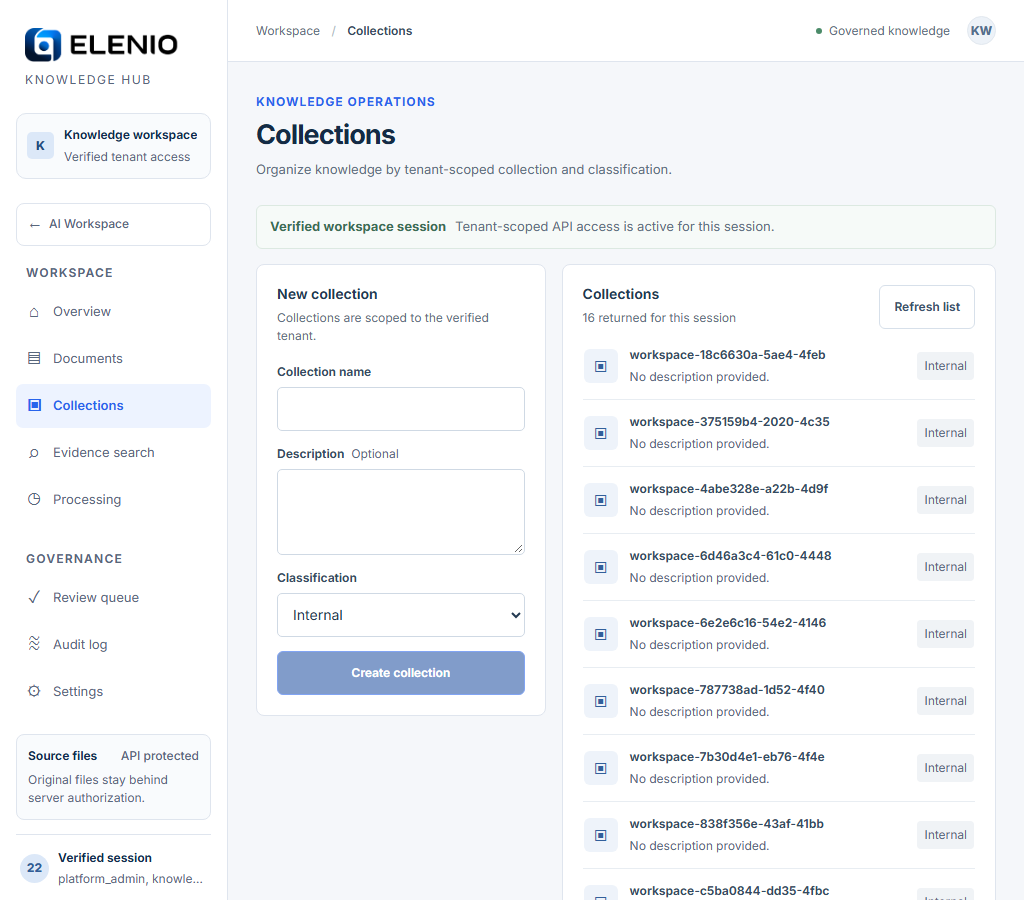 ELENIO
KNOWLEDGE HUB
K
Knowledge workspace
Verified tenant access
← AI Workspace
WORKSPACE
Overview
Documents
Collections
Evidence search
Processing
GOVERNANCE
Review queue
Audit log
Settings
Source files API protected
Original files stay behind
server authorization.
22
Verified session
platform_admin, knowle...
Workspace / Collections
Governed knowledge
KW
KNOWLEDGE OPERATIONS
Collections
Organize knowledge by tenant-scoped collection and classification.
Verified workspace session Tenant-scoped API access is active for this session.
New collection
Collections are scoped to the verified
tenant.
Collection name
Description Optional
Classification
Internal
Create collection
Collections
16 returned for this session
Refresh list
workspace-18c6630a-5ae4-4feb
No description provided.
Internal
workspace-375159b4-2020-4c35
No description provided.
Internal
workspace-4abe328e-a22b-4d9f
No description provided.
Internal
workspace-6d46a3c4-61c0-4448
No description provided.
Internal
workspace-6e2e6c16-54e2-4146
No description provided.
Internal
workspace-787738ad-1d52-4f40
No description provided.
Internal
workspace-7b30d4e1-eb76-4f4e
No description provided.
Internal
workspace-838f356e-43af-41bb
No description provided.
Internal
workspace-c5ba0844-dd35-4fbc